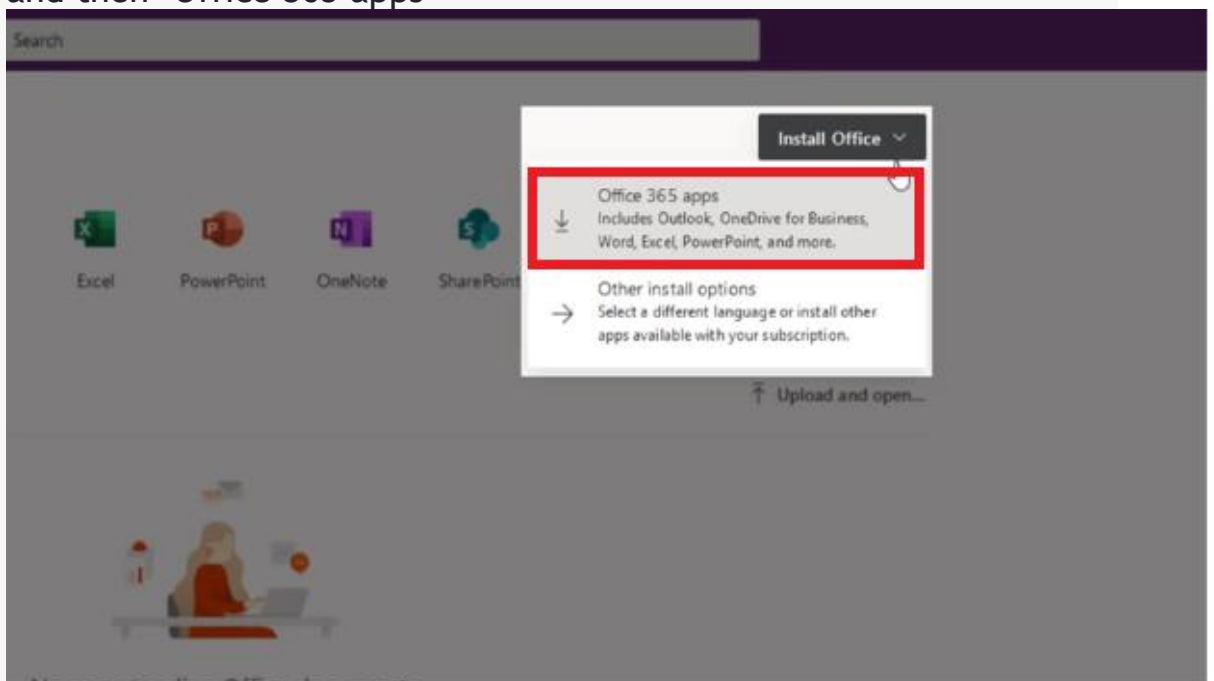 and then "Office 365 apps"
Search
Install Office
Office 365 apps
Includes Outlook, OneDrive for Business,
Word, Excel, PowerPoint, and more.
Excel
PowerPoint
OneNote
SharePoint
Other install options
Select a different language or install other
apps available with your subscription.
Upload and open...